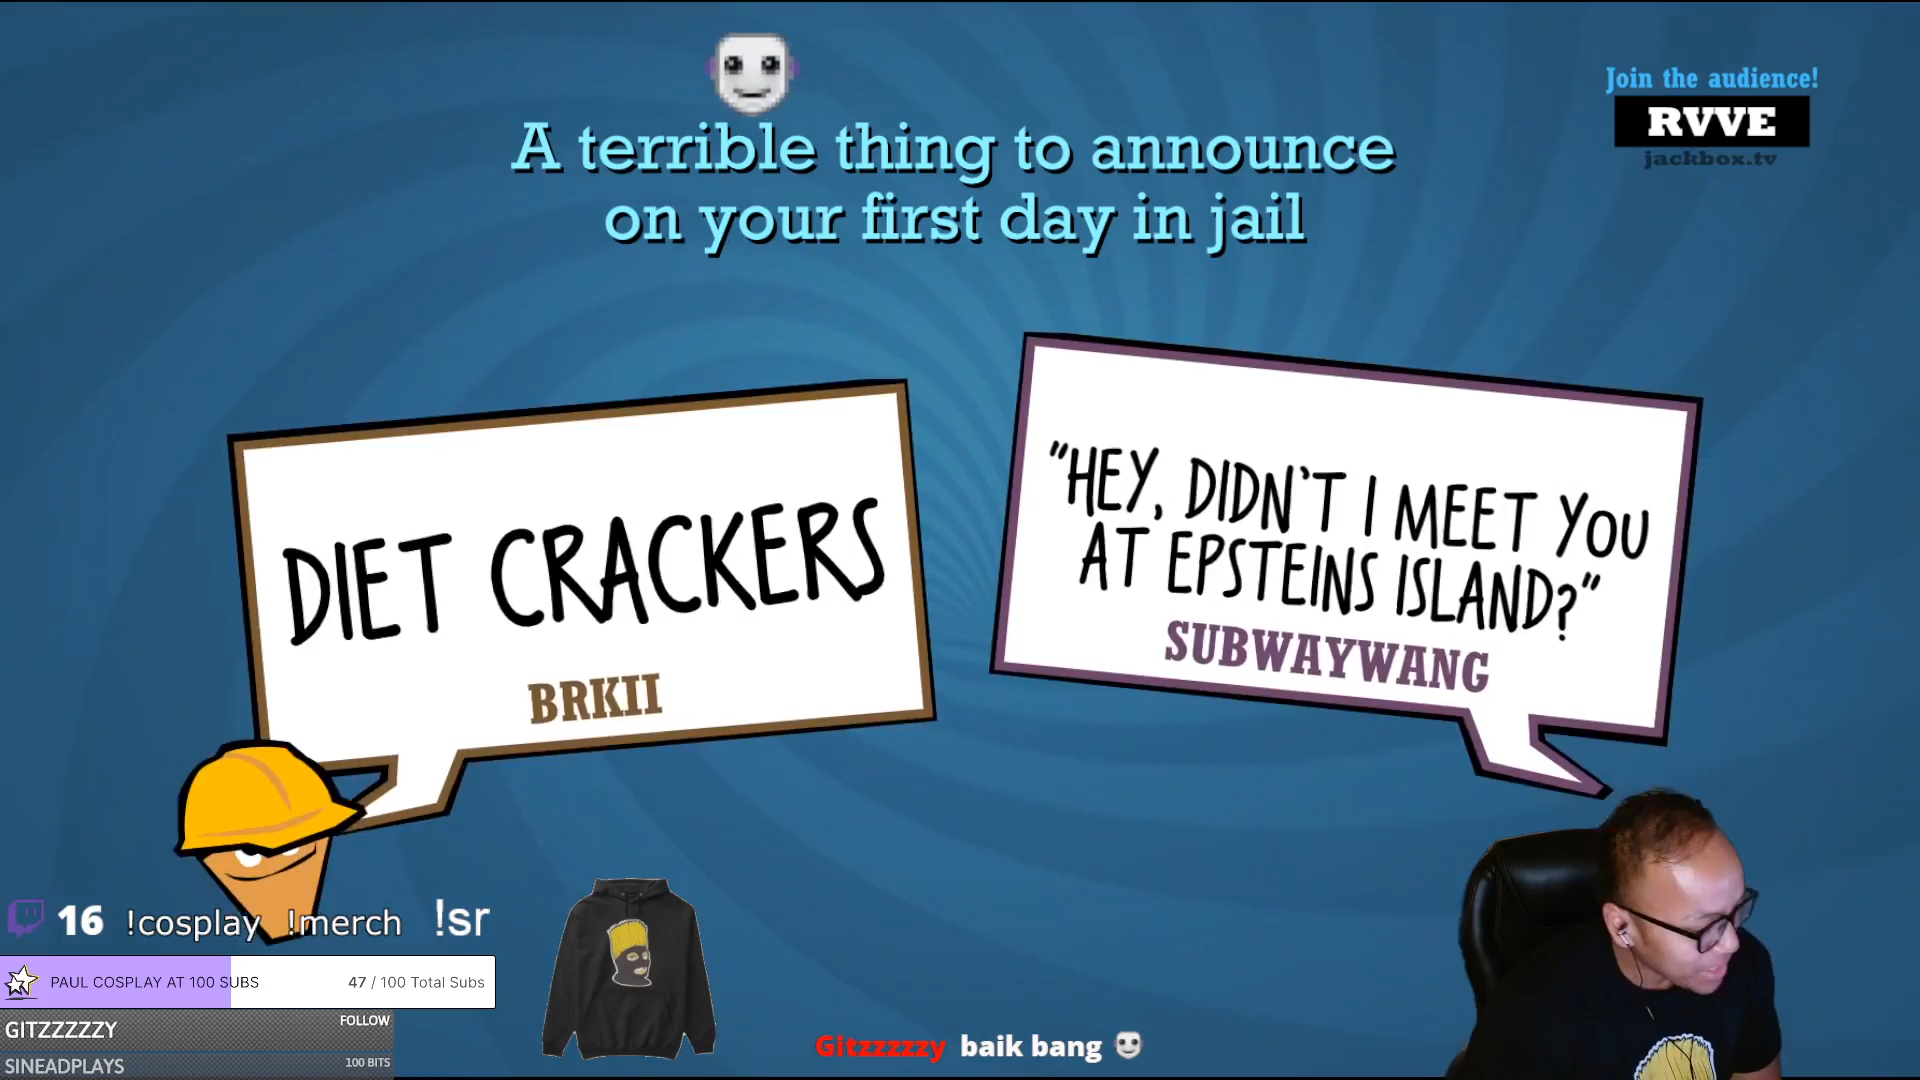 Join the audience!
RVVE
jackbox.tv
A terrible thing to announce
on your first day in jail
DIET CRACKERS
BRKII
"HEY, DIDN'T I MEET YOU
AT EPSTEINS ISLAND?"
SUBWAYWANG
16 !cosplay !merch !sr
PAUL COSPLAY AT 100 SUBS 47 / 100 Total Subs
GITZZZZZY FOLLOW
SINEADPLAYS 100 BITS
Gitzzzzzy baik bang